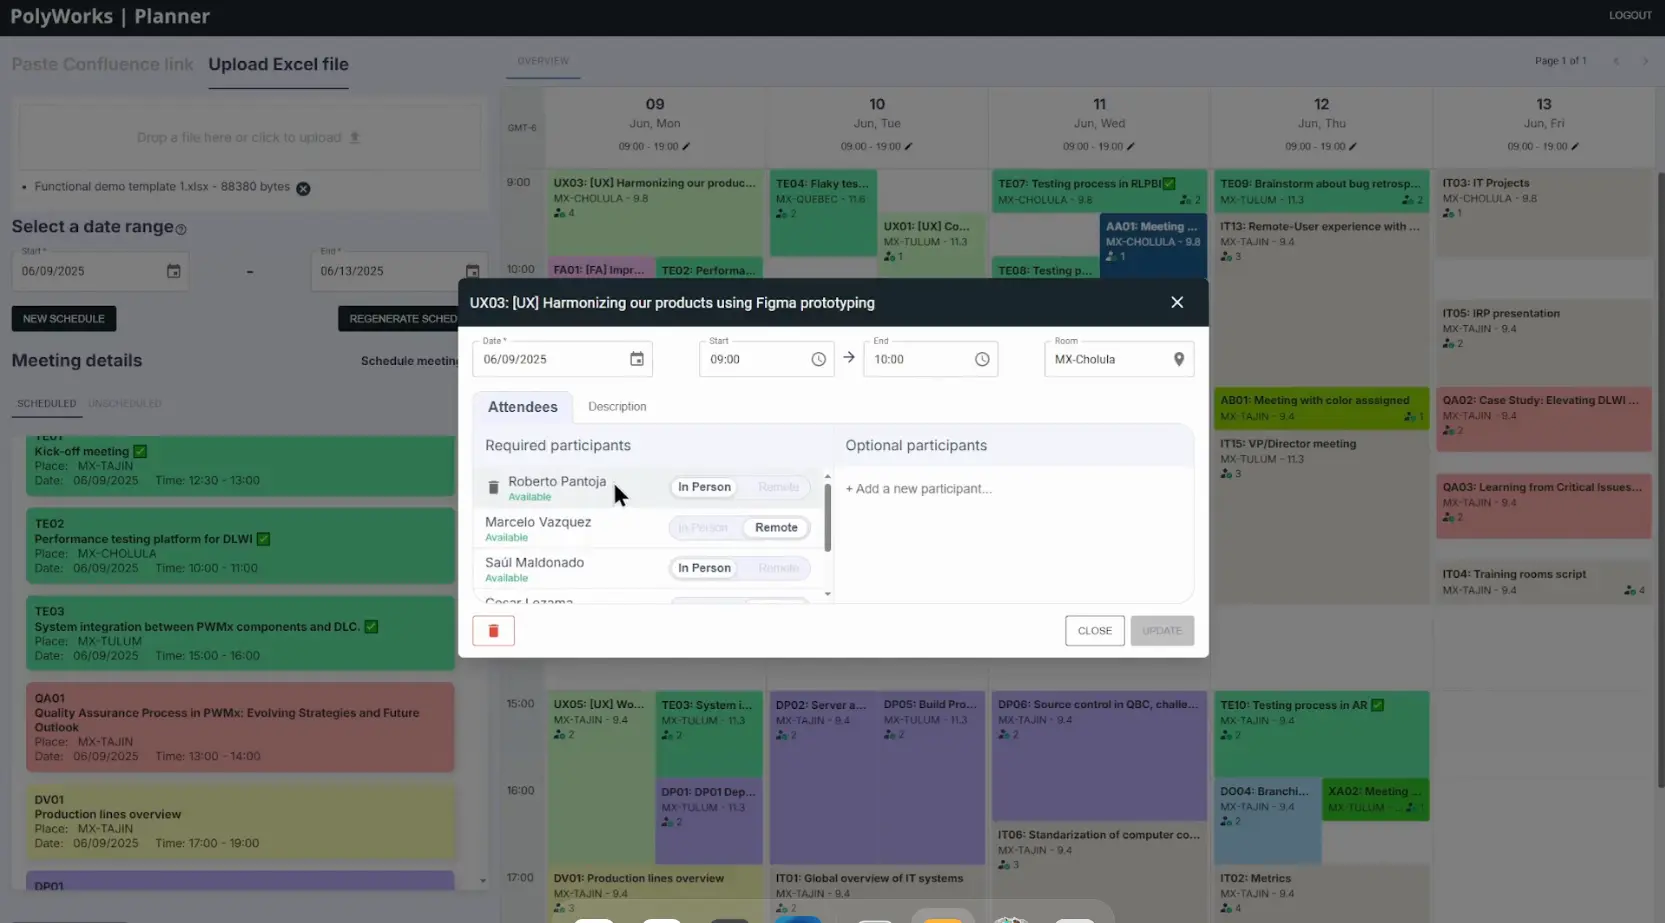 PolyWorks | Planner
LOGOUT
Paste Confluence link
Upload Excel file
Drop a file here or click to upload
• Functional demo template 1.xlsx - 88380 bytes
Select a date range
Start *
06/09/2025
-
End *
06/13/2025
NEW SCHEDULE
REGENERATE SCHED
Meeting details
Schedule meeting
SCHEDULED
UNSCHEDULED
TE01
Kick-off meeting ✅
Place: MX-TAJIN
Date: 06/09/2025 Time: 12:30 - 13:00
TE02
Performance testing platform for DLWI ✅
Place: MX-CHOLULA
Date: 06/09/2025 Time: 10:00 - 11:00
TE03
System integration between PWMx components and DLC. ✅
Place: MX-TULUM
Date: 06/09/2025 Time: 15:00 - 16:00
QA01
Quality Assurance Process in PWMx: Evolving Strategies and Future
Outlook
Place: MX-TAJIN
Date: 06/09/2025 Time: 13:00 - 14:00
DV01
Production lines overview
Place: MX-TAJIN
Date: 06/09/2025 Time: 17:00 - 19:00
DP01
OVERVIEW
Page 1 of 1
GMT-6
09
Jun, Mon
09:00 - 19:00
10
Jun, Tue
09:00 - 19:00
11
Jun, Wed
09:00 - 19:00
12
Jun, Thu
09:00 - 19:00
13
Jun, Fri
09:00 - 19:00
9:00
UX03: [UX] Harmonizing our produc...
MX-CHOLULA - 9.8
4
TE04: Flaky tes...
MX-QUEBEC - 11.6
2
UX01: [UX] Co...
MX-TULUM - 11.3
1
TE07: Testing process in RLPBI✅
MX-CHOLULA - 9.8
2
AA01: Meeting ...
MX-CHOLULA - 9.8
1
TE09: Brainstorm about bug retrosp...
MX-TULUM - 11.3
2
IT13: Remote-User experience with ...
MX-TAJIN - 9.4
3
IT03: IT Projects
MX-CHOLULA - 9.8
1
10:00
FA01: [FA] Impr...
TE02: Performa...
TE08: Testing p...
IT05: IRP presentation
MX-TAJIN - 9.4
2
AB01: Meeting with color asssigned
MX-TAJIN - 9.4
1
IT15: VP/Director meeting
MX-TULUM - 11.3
3
QA02: Case Study: Elevating DLWI ...
MX-TAJIN - 9.4
2
QA03: Learning from Critical Issues...
MX-TAJIN - 9.4
2
IT04: Training rooms script
MX-TAJIN - 9.4
4
UX03: [UX] Harmonizing our products using Figma prototyping
Date *
06/09/2025
Start
09:00
End
10:00
Room
MX-Cholula
Attendees
Description
Required participants
Optional participants
Roberto Pantoja
Available
In Person
Remote
+ Add a new participant...
Marcelo Vazquez
Available
In Person
Remote
Saúl Maldonado
Available
In Person
Remote
Cesar Lozama
CLOSE
UPDATE
15:00
UX05: [UX] Wo...
MX-TAJIN - 9.4
2
TE03: System i...
MX-TULUM - 11.3
2
DP02: Server a...
MX-TAJIN - 9.4
2
DP05: Build Pro...
MX-TULUM - 11.3
2
DP06: Source control in QBC, challe...
MX-TAJIN - 9.4
2
TE10: Testing process in AR ✅
MX-TAJIN - 9.4
2
16:00
DP01: DP01 Dep...
MX-TULUM - 11.3
2
DO04: Branchi...
MX-TAJIN - 9.4
2
XA02: Meeting ...
MX-TULUM - ...
1
IT06: Standarization of computer co...
MX-TAJIN - 9.4
3
17:00
DV01: Production lines overview
MX-TAJIN - 9.4
3
IT01: Global overview of IT systems
MX-TAJIN - 9.4
2
IT02: Metrics
MX-TAJIN - 9.4
4